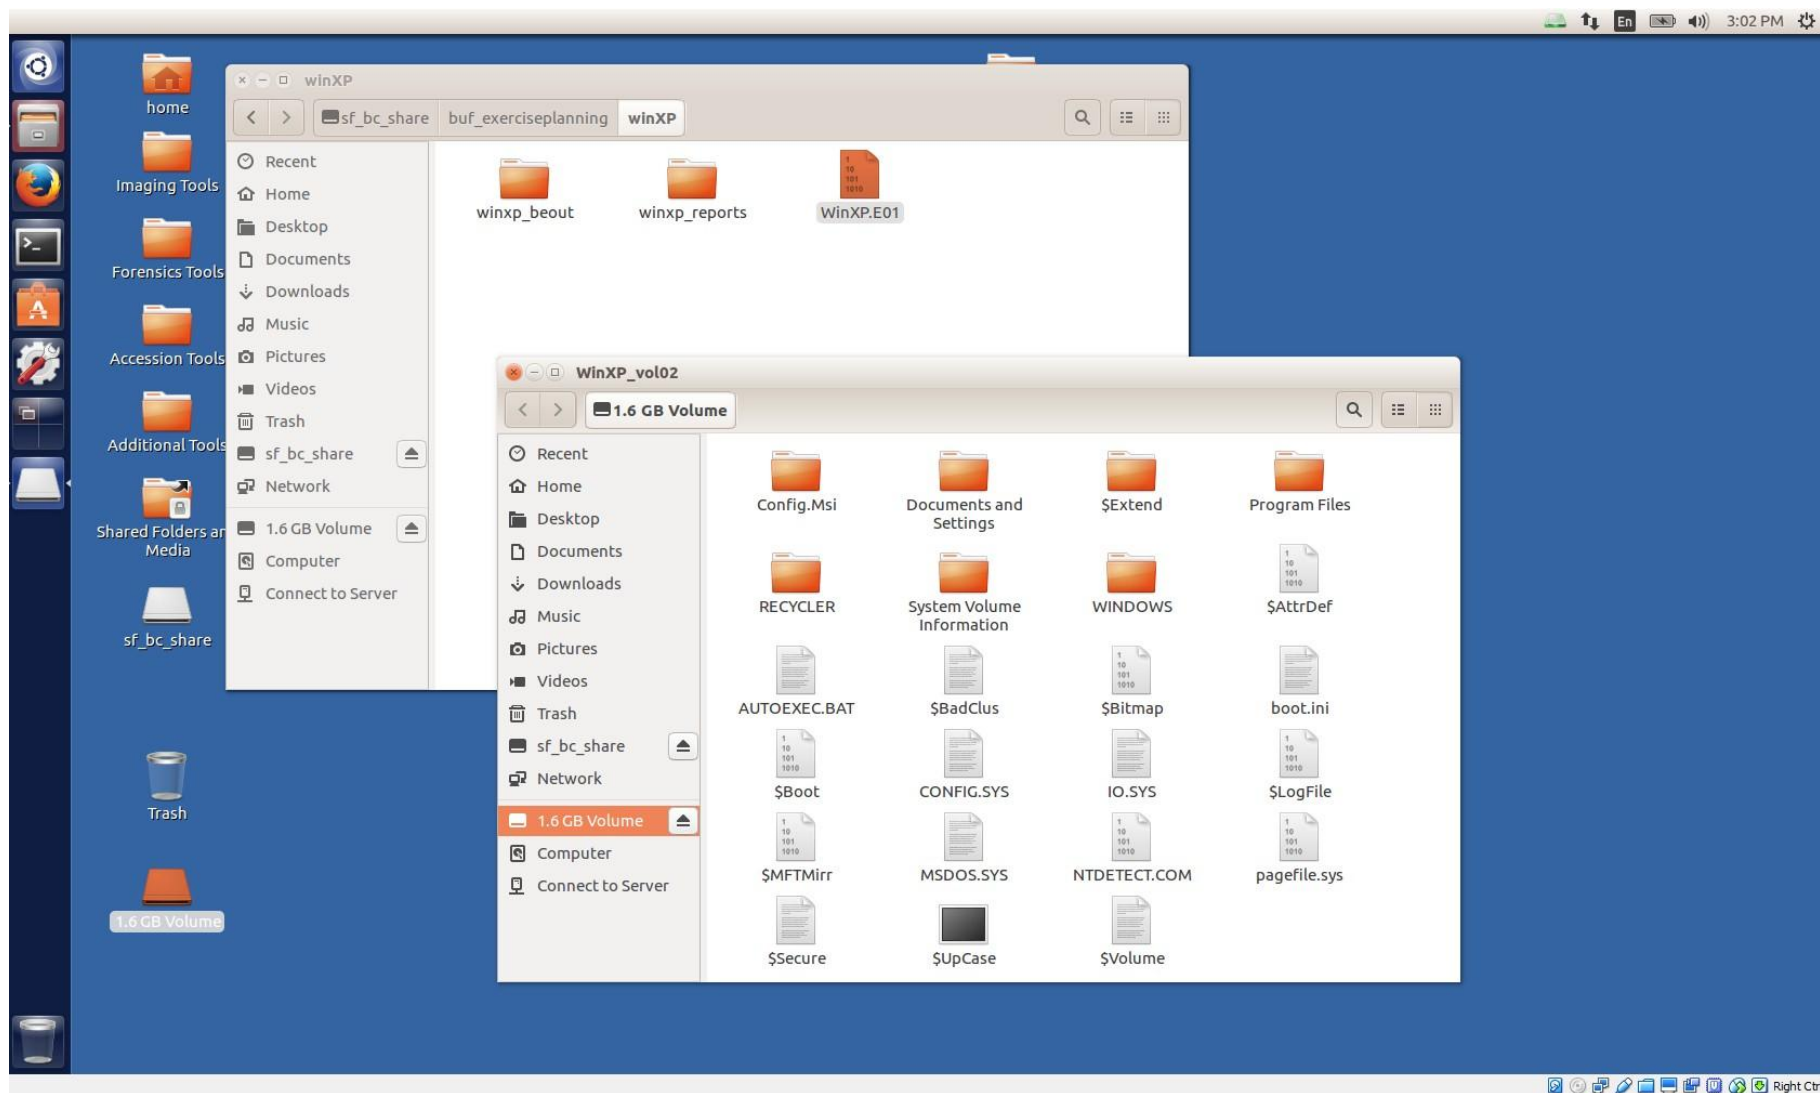 En
3:02 PM
home
Imaging Tools
Forensics Tools
Accession Tools
Additional Tools
Shared Folders an
Media
sf_bc_share
Trash
1.6 GB Volume
winXP
sf_bc_share buf_exerciseplanning winXP
Recent
Home
Desktop
Documents
Downloads
Music
Pictures
Videos
Trash
sf_bc_share
Network
1.6 GB Volume
Computer
Connect to Server
winxp_beout winxp_reports WinXP.E01
WinXP_vol02
1.6 GB Volume
Recent
Home
Desktop
Documents
Downloads
Music
Pictures
Videos
Trash
sf_bc_share
Network
1.6 GB Volume
Computer
Connect to Server
Config.Msi Documents and $Extend Program Files
Settings
RECYCLER System Volume WINDOWS $AttrDef
Information
AUTOEXEC.BAT $BadClus $Bitmap boot.ini
$Boot CONFIG.SYS IO.SYS $LogFile
$MFTMirr MSDOS.SYS NTDETECT.COM pagefile.sys
$Secure $UpCase $Volume
Right Ctr